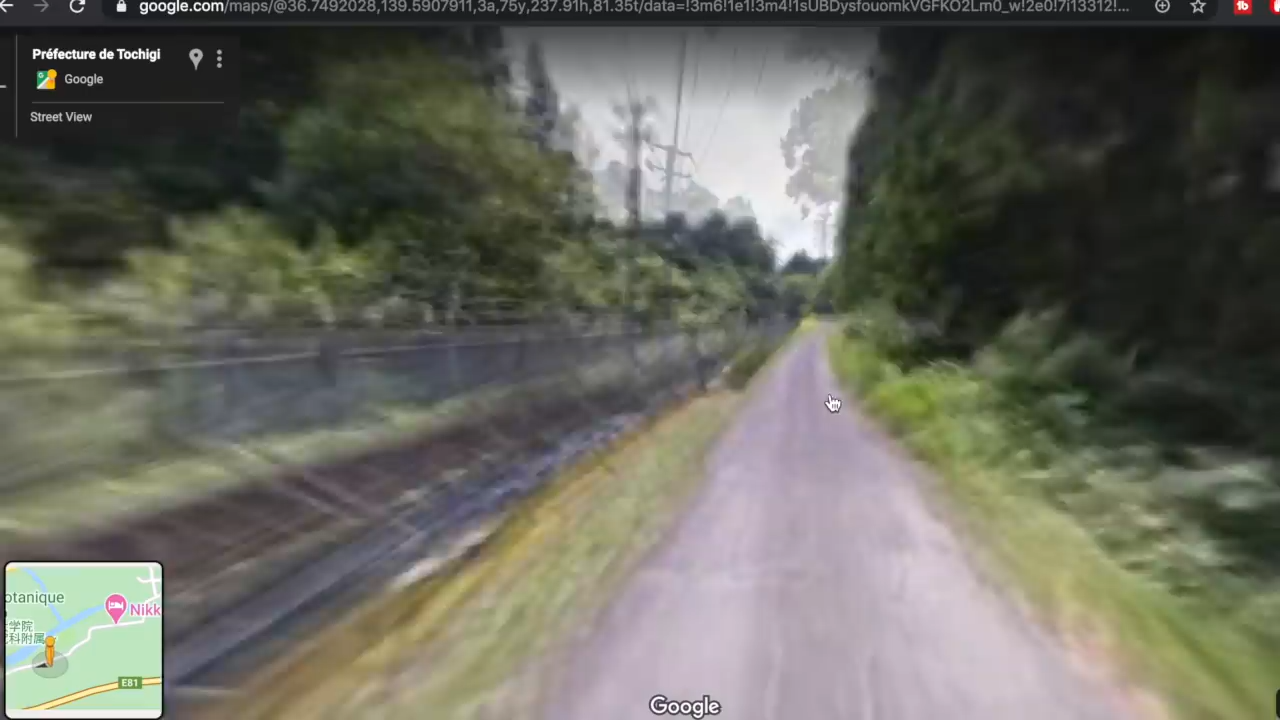 google.com/maps/@36.7492028,139.5907911,3a,75y,237.91h,81.35t/data=!3m6!1e1!3m4!1sUBDysfouomkVGFKO2Lm0_w!2e0!7i13312!...
Préfecture de Tochigi
Google
Street View
otanique
Nikk
学院
科附属
E81
Google